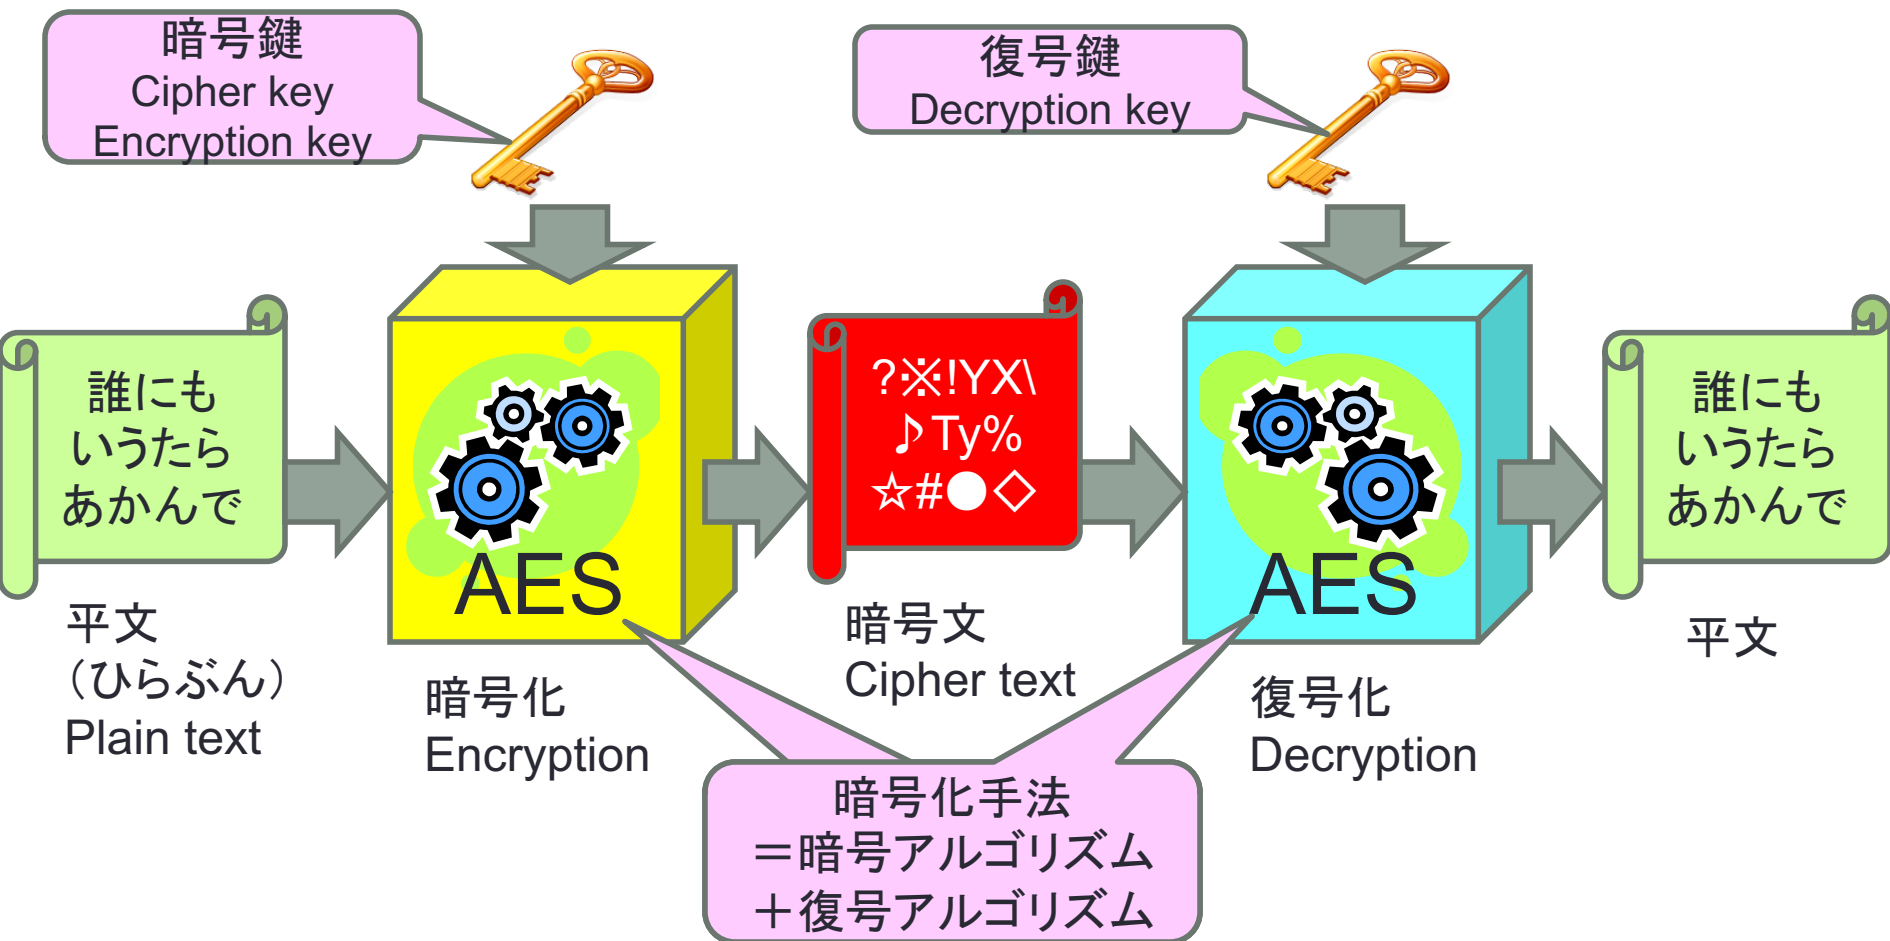 暗号鍵
Cipher key
Encryption key
復号鍵
Decryption key
誰にも
いうたら
あかんで
AES
?※!YX\
♪Ty%
☆#●◇
AES
誰にも
いうたら
あかんで
平文
（ひらぶん）
Plain text
暗号化
Encryption
暗号文
Cipher text
復号化
Decryption
平文
暗号化手法
＝暗号アルゴリズム
＋復号アルゴリズム